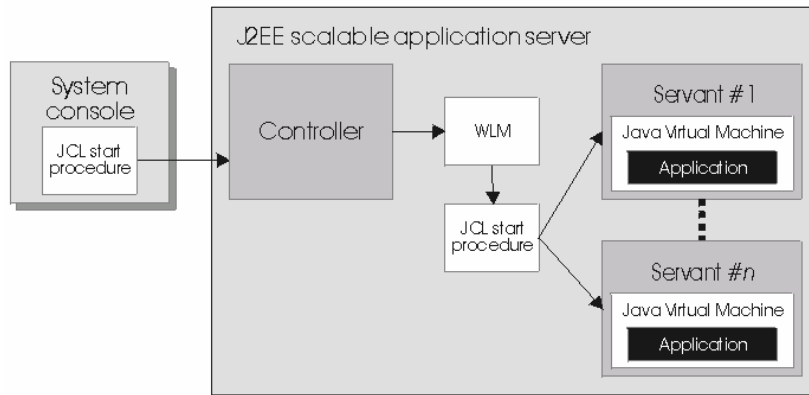 J2EE scalable application server
System
console
JCL start
procedure
Controller
WLM
JCL start
procedure
Servant #1
Java Virtual Machine
Application
Servant #n
Java Virtual Machine
Application